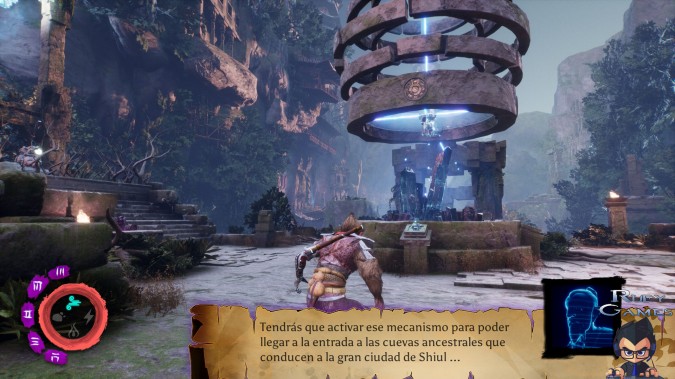 Tendrás que activar ese mecanismo para poder
llegar a la entrada a las cuevas ancestrales que
conducen a la gran ciudad de Shiul ...
Games